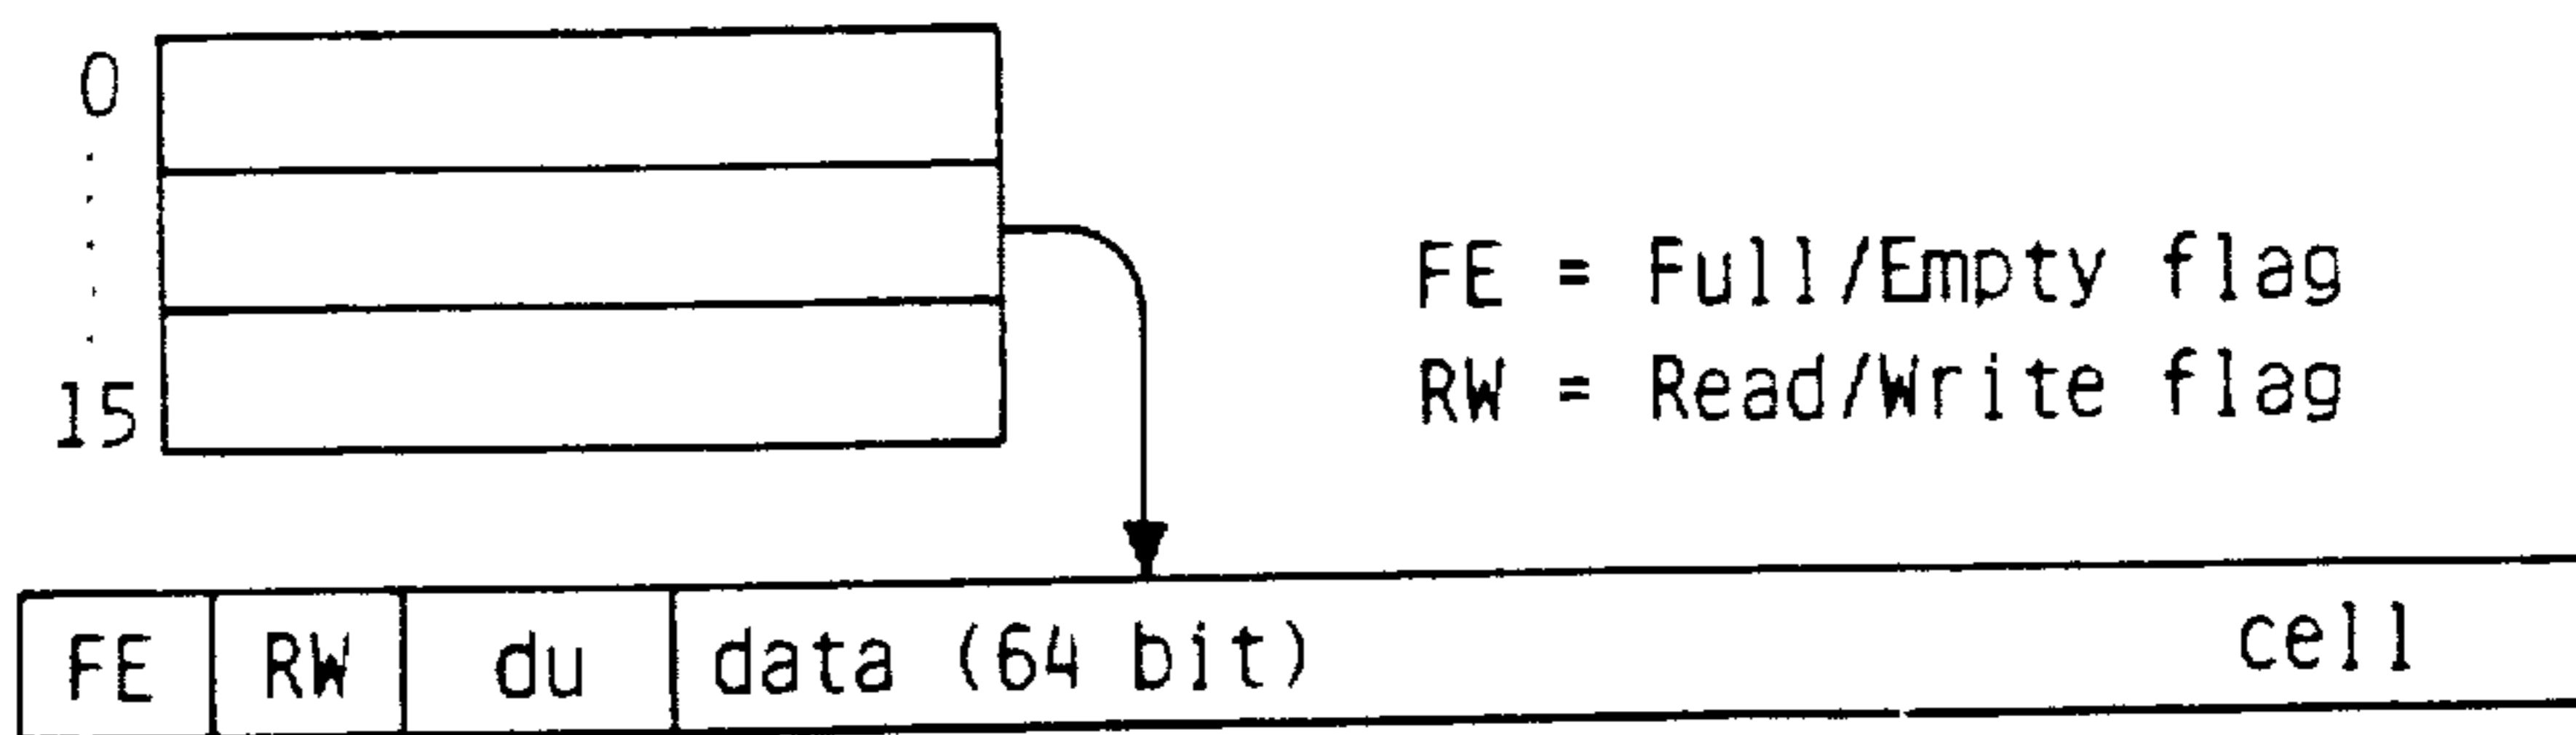 0
15
FE = Full/Empty flag
RW = Read/Write flag
FE RW du data (64 bit) cell